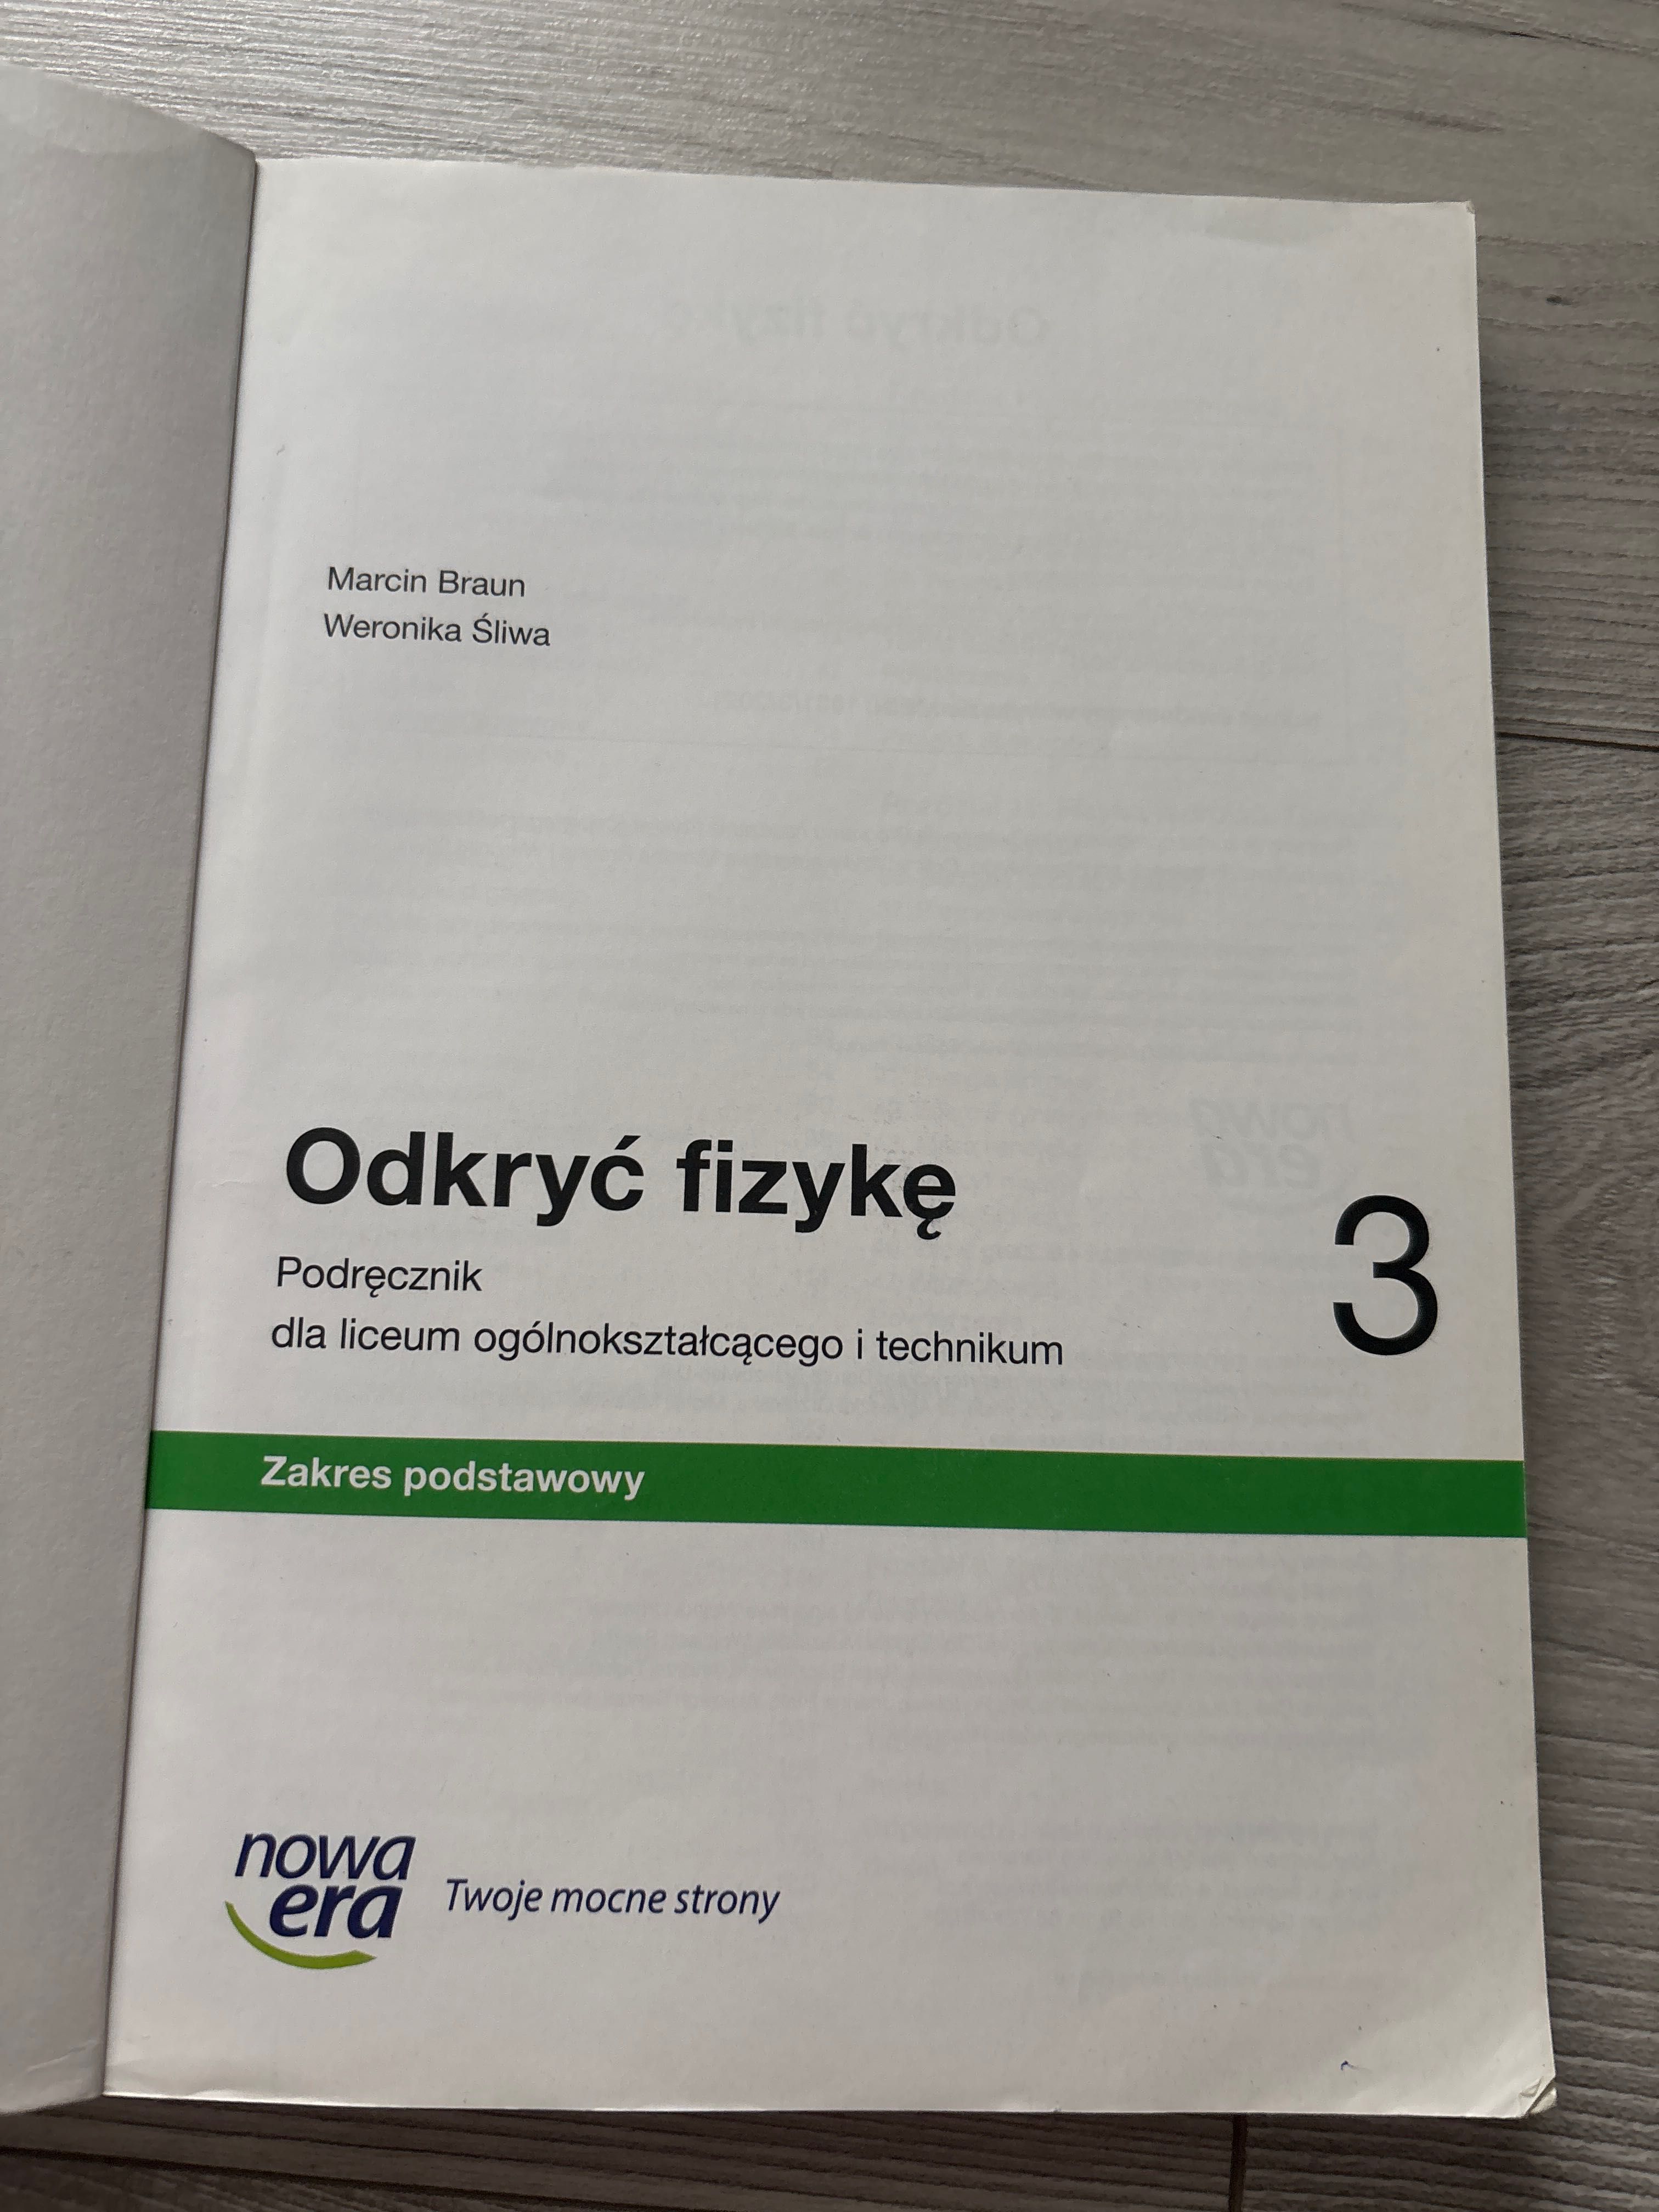 Marcin Braun
Weronika Śliwa
Odkryć fizykę
3
Podręcznik
dla liceum ogólnokształcącego i technikum
Zakres podstawowy
nowa
era
Twoje mocne strony